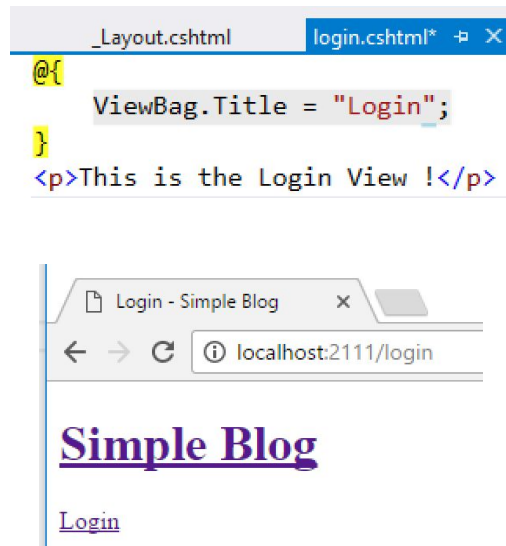 _Layout.cshtml login.cshtml*
@{
ViewBag.Title = "Login";
}
<p>This is the Login View !</p>
Login - Simple Blog
localhost:2111/login
Simple Blog
Login